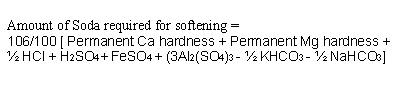 Amount of Soda required for softening =
106/100 [ Permanent Ca hardness + Permanent Mg hardness +
½ HCl + H2SO4 + FeSO4 + (3Al2(SO4)3 - ½ KHCO3 - ½ NaHCO3]